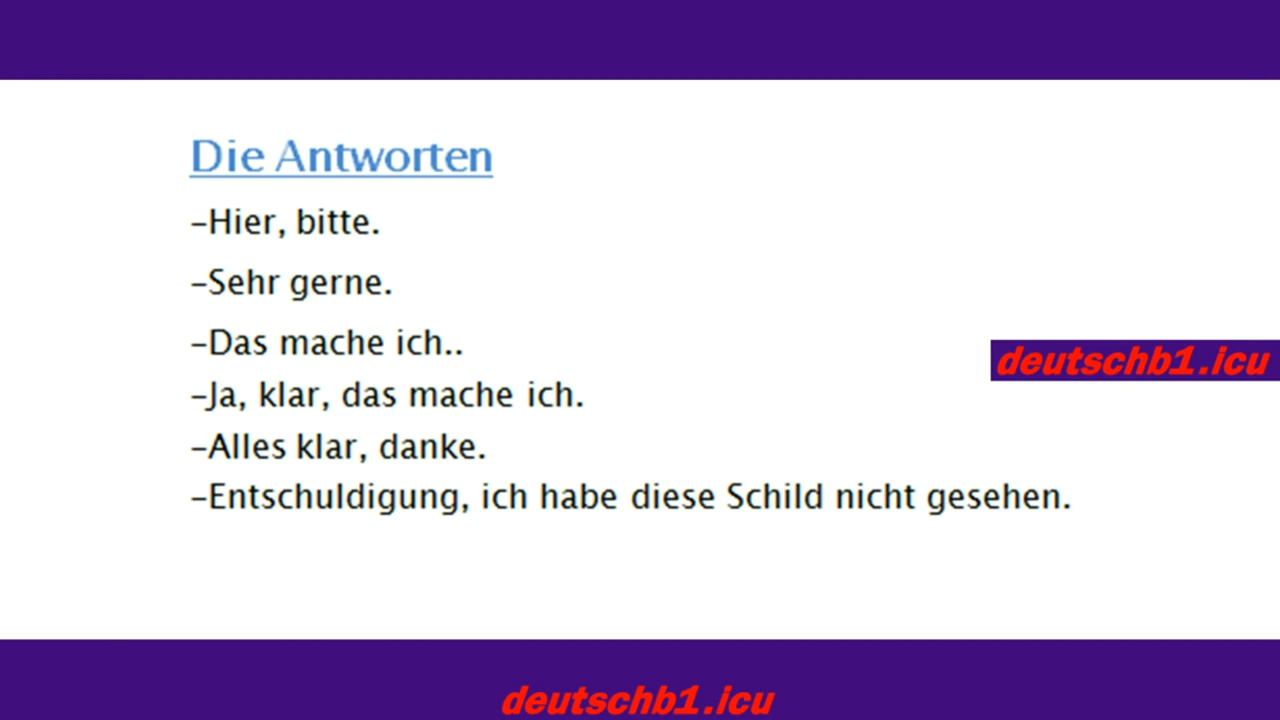 Die Antworten
-Hier, bitte.
-Sehr gerne.
-Das mache ich..
-Ja, klar, das mache ich.
-Alles klar, danke.
-Entschuldigung, ich habe diese Schild nicht gesehen.
deutschb1.icu
deutschb1.icu